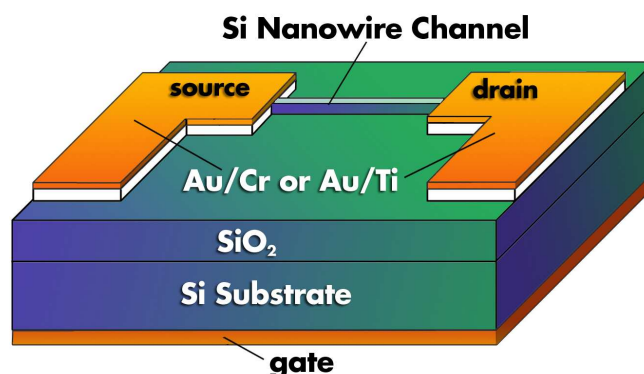 Si Nanowire Channel
source
drain
Au/Cr or Au/Ti
SiO₂
Si Substrate
gate